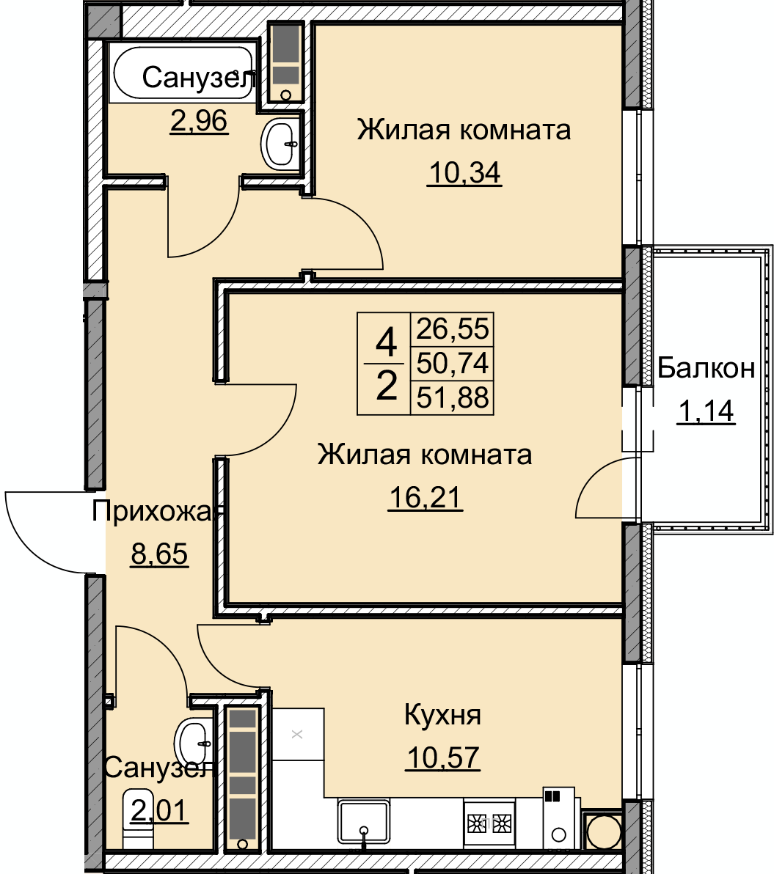 Санузел
2,96
Жилая комната
10,34
4
2
26,55
50,74
51,88
Балкон
1,14
Жилая комната
16,21
Прихожая
8,65
Кухня
10,57
X
Санузел
2,01